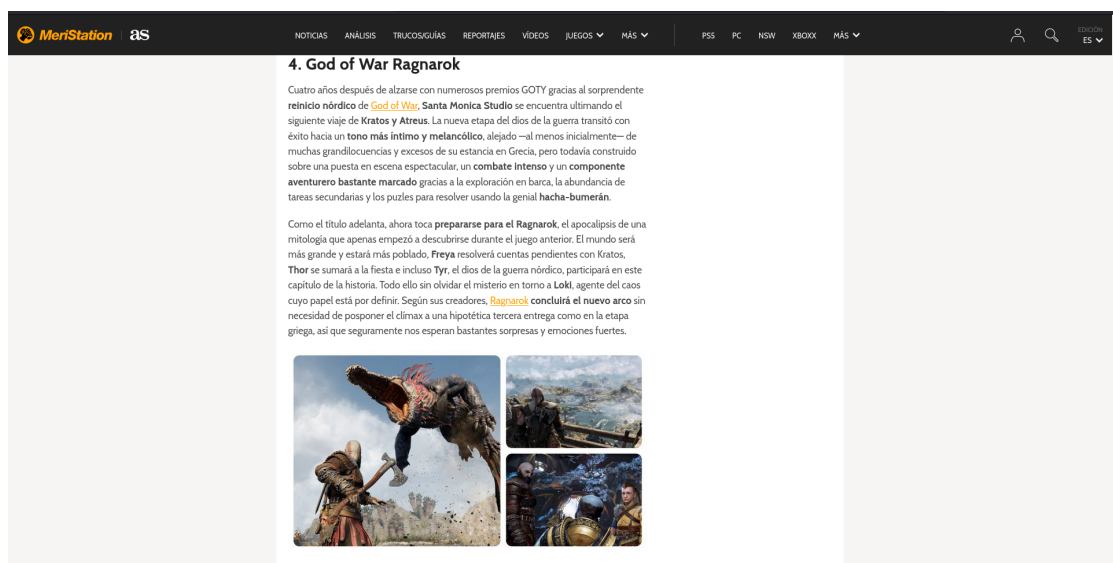 MeriStation as NOTICIAS ANÁLISIS TRUCOS/GUÍAS REPORTAJES VÍDEOS JUEGOS MÁS PS5 PC NSW XBOXX MÁS EDICIÓN
ES
4. God of War Ragnarok
Cuatro años después de alzarse con numerosos premios GOTY gracias al sorprendente
reinicio nórdico de God of War, Santa Monica Studio se encuentra ultimando el
siguiente viaje de Kratos y Atreus. La nueva etapa del dios de la guerra transitó con
éxito hacia un tono más íntimo y melancólico, alejado —al menos inicialmente— de
muchas grandilocuencias y excesos de su estancia en Grecia, pero todavía construido
sobre una puesta en escena espectacular, un combate intenso y un componente
aventurero bastante marcado gracias a la exploración en barca, la abundancia de
tareas secundarias y los puzles para resolver usando la genial hacha-bumerán.
Como el título adelanta, ahora toca prepararse para el Ragnarok, el apocalipsis de una
mitología que apenas empezó a descubrirse durante el juego anterior. El mundo será
más grande y estará más poblado, Freya resolverá cuentas pendientes con Kratos,
Thor se sumará a la fiesta e incluso Tyr, el dios de la guerra nórdico, participará en este
capítulo de la historia. Todo ello sin olvidar el misterio en torno a Loki, agente del caos
cuyo papel está por definir. Según sus creadores, Ragnarok concluirá el nuevo arco sin
necesidad de posponer el clímax a una hipotética tercera entrega como en la etapa
griega, así que seguramente nos esperan bastantes sorpresas y emociones fuertes.